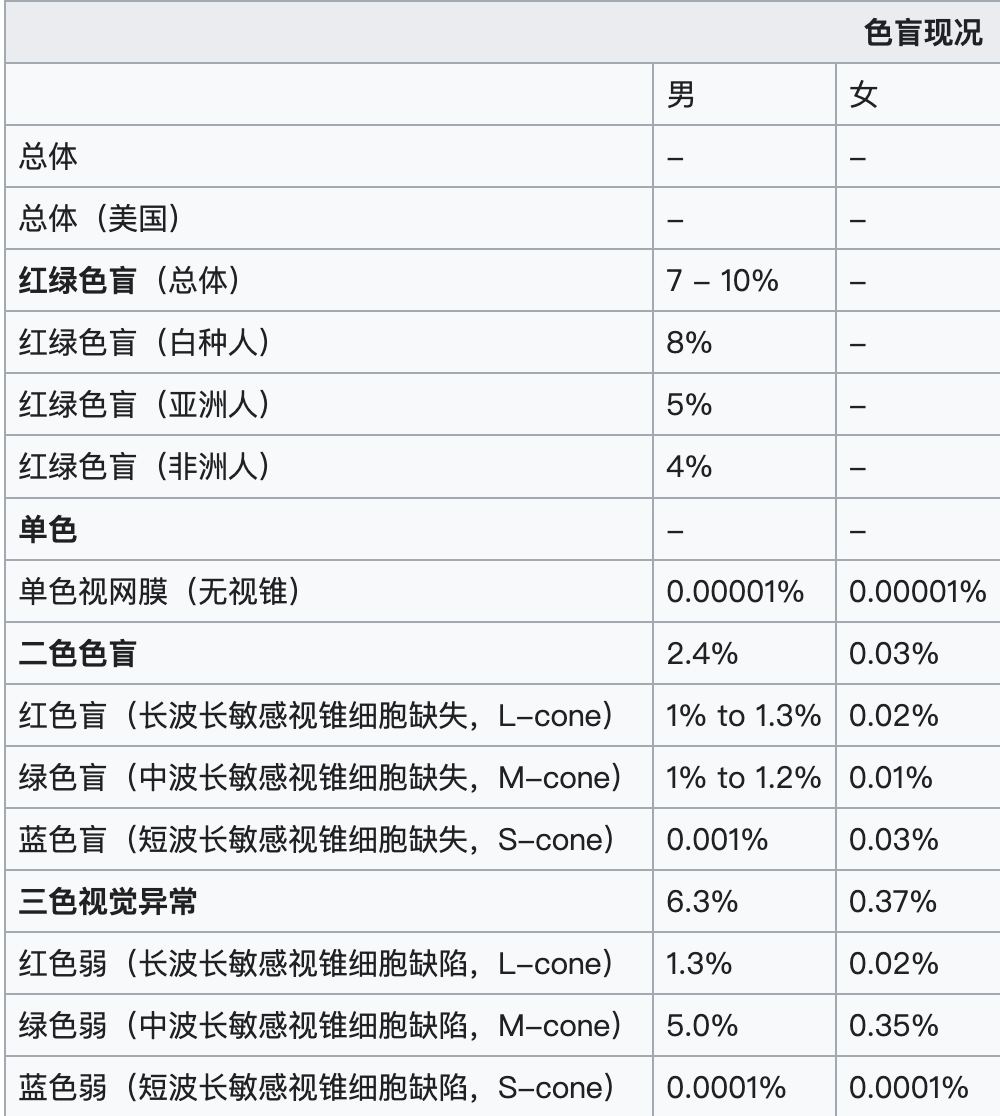 色盲现况
男 女
总体 – –
总体（美国） – –
红绿色盲（总体） 7 – 10% –
红绿色盲（白种人） 8% –
红绿色盲（亚洲人） 5% –
红绿色盲（非洲人） 4% –
单色 – –
单色视网膜（无视锥） 0.00001% 0.00001%
二色色盲 2.4% 0.03%
红色盲（长波长敏感视锥细胞缺失，L–cone） 1% to 1.3% 0.02%
绿色盲（中波长敏感视锥细胞缺失，M–cone） 1% to 1.2% 0.01%
蓝色盲（短波长敏感视锥细胞缺失，S–cone） 0.001% 0.03%
三色视觉异常 6.3% 0.37%
红色弱（长波长敏感视锥细胞缺陷，L–cone） 1.3% 0.02%
绿色弱（中波长敏感视锥细胞缺陷，M–cone） 5.0% 0.35%
蓝色弱（短波长敏感视锥细胞缺陷，S–cone） 0.0001% 0.0001%